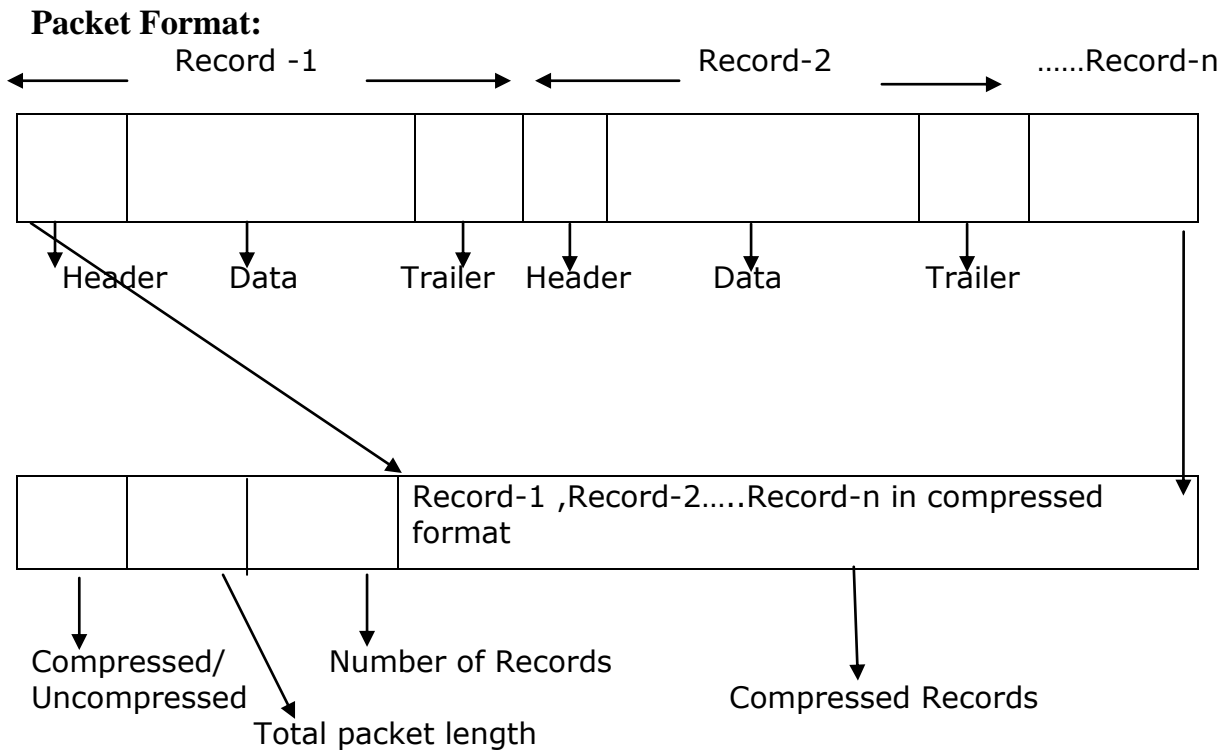 Packet Format:
Record -1
Record-2
......Record-n
Header
Data
Trailer
Header
Data
Trailer
Record-1 ,Record-2.....Record-n in compressed
format
Compressed/
Uncompressed
Total packet length
Number of Records
Compressed Records